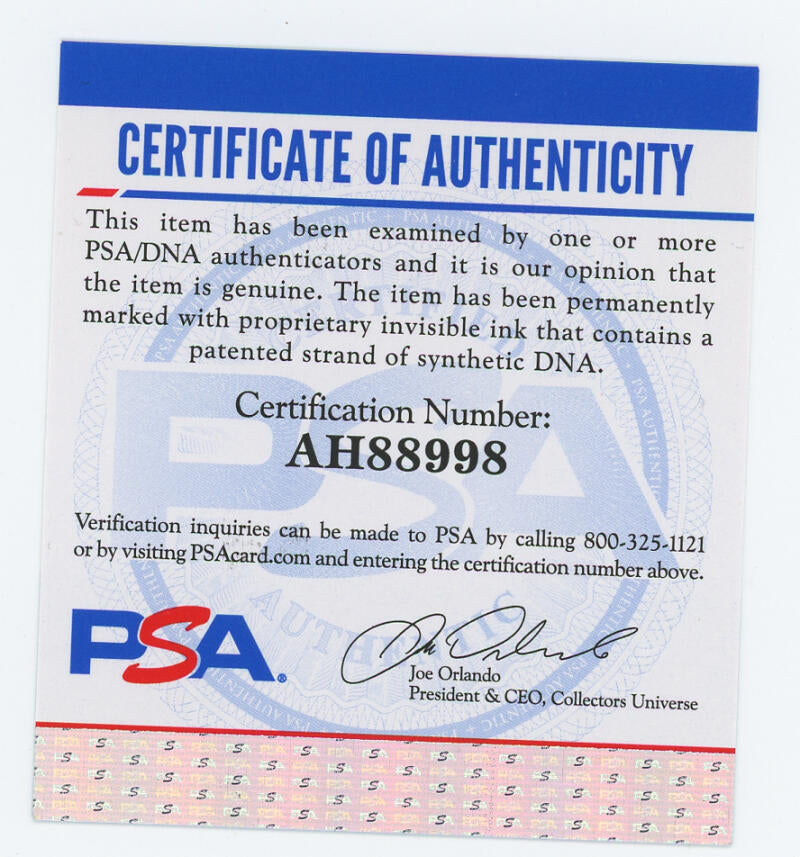 CERTIFICATE OF AUTHENTICITY
This item has been examined by one or more
PSA/DNA authenticators and it is our opinion that
the item is genuine. The item has been permanently
marked with proprietary invisible ink that contains a
patented strand of synthetic DNA.
Certification Number:
AH88998
Verification inquiries can be made to PSA by calling 800-325-1121
or by visiting PSAcard.com and entering the certification number above.
PSA®
Joe Orlando
President & CEO, Collectors Universe